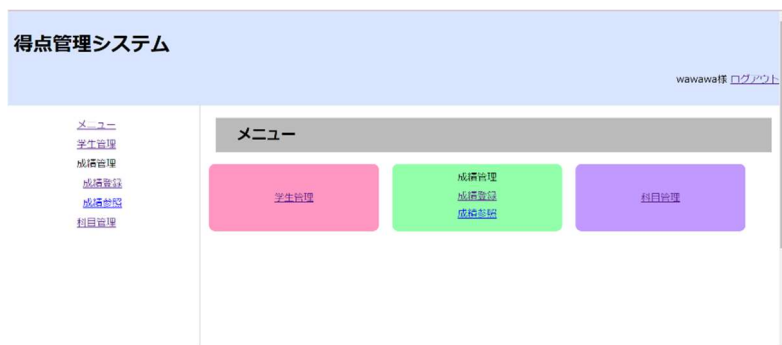 得点管理システム
wawawa様 ログアウト
メニュー
学生管理
成績管理
成績登録
成績参照
科目管理
メニュー
学生管理
成績管理
成績登録
成績参照
科目管理